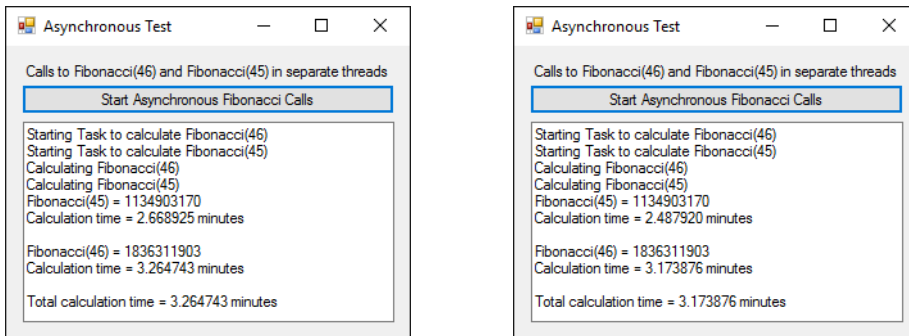 Asynchronous Test
Calls to Fibonacci(46) and Fibonacci(45) in separate threads
Start Asynchronous Fibonacci Calls
Starting Task to calculate Fibonacci(46)
Starting Task to calculate Fibonacci(45)
Calculating Fibonacci(46)
Calculating Fibonacci(45)
Fibonacci(45) = 1134903170
Calculation time = 2.668925 minutes
Fibonacci(46) = 1836311903
Calculation time = 3.264743 minutes
Total calculation time = 3.264743 minutes
Asynchronous Test
Calls to Fibonacci(46) and Fibonacci(45) in separate threads
Start Asynchronous Fibonacci Calls
Starting Task to calculate Fibonacci(46)
Starting Task to calculate Fibonacci(45)
Calculating Fibonacci(46)
Calculating Fibonacci(45)
Fibonacci(45) = 1134903170
Calculation time = 2.487920 minutes
Fibonacci(46) = 1836311903
Calculation time = 3.173876 minutes
Total calculation time = 3.173876 minutes